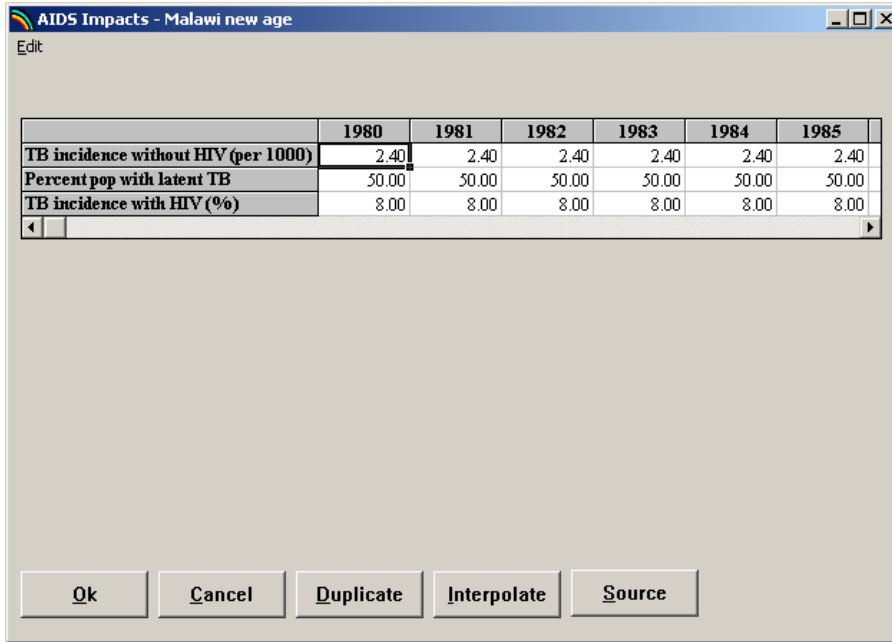 AIDS Impacts - Malawi new age
Edit
1980 1981 1982 1983 1984 1985
TB incidence without HIV (per 1000) 2.40 2.40 2.40 2.40 2.40 2.40
Percent pop with latent TB 50.00 50.00 50.00 50.00 50.00 50.00
TB incidence with HIV (%) 8.00 8.00 8.00 8.00 8.00 8.00
Ok Cancel Duplicate Interpolate Source